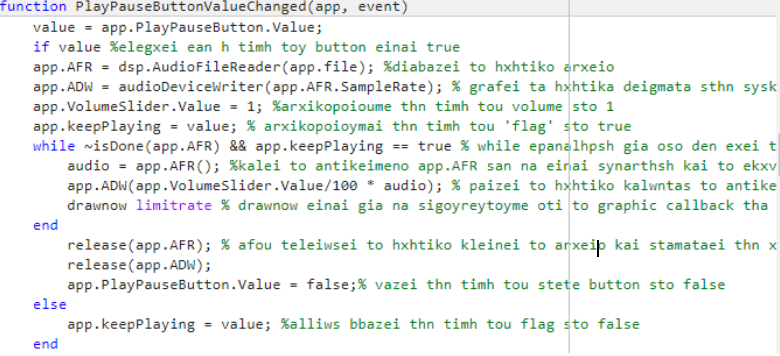 function PlayPauseButtonValueChanged(app, event)
value = app.PlayPauseButton.Value;
if value %elegxei ean h timh toy button einai true
app.AFR = dsp.AudioFileReader(app.file); %diabazei to hxhtiko arxeio
app.ADW = audioDeviceWriter(app.AFR.SampleRate); % grafei ta hxhtika deigmata sthn sysk
app.VolumeSlider.Value = 1; %arxikopoioume thn timh tou volume sto 1
app.keepPlaying = value; % arxikopoioymai thn timh tou 'flag' sto true
while ~isDone(app.AFR) && app.keepPlaying == true % while epanalhpsh gia oso den exei t
audio = app.AFR(); %kalei to antikeimeno app.AFR san na einai synarthsh kai to ekxv
app.ADW(app.VolumeSlider.Value/100 * audio); % paizei to hxhtiko kalwntas to antike
drawnow limitrate % drawnow einai gia na sigoyreytoyme oti to graphic callback tha
end
release(app.AFR); % afou teleiwsei to hxhtiko kleinei to arxeio kai stamataei thn x
release(app.ADW);
app.PlayPauseButton.Value = false;% vazei thn timh tou stete button sto false
else
app.keepPlaying = value; %alliws bbazei thn timh tou flag sto false
end